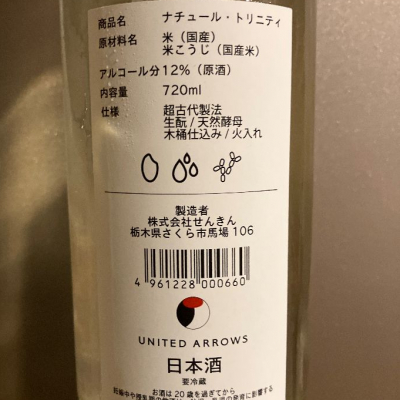 商品名 ナチュール・トリニティ
原材料名 米（国産）
米こうじ（国産米）
アルコール分12％（原酒）
内容量 720ml
仕様 超古代製法
生酛/天然酵母
木桶仕込み/火入れ
製造者
株式会社せんきん
栃木県さくら市馬場106
4 961228 000660
UNITED ARROWS
日本酒
要冷蔵
お酒は20歳を過ぎてから